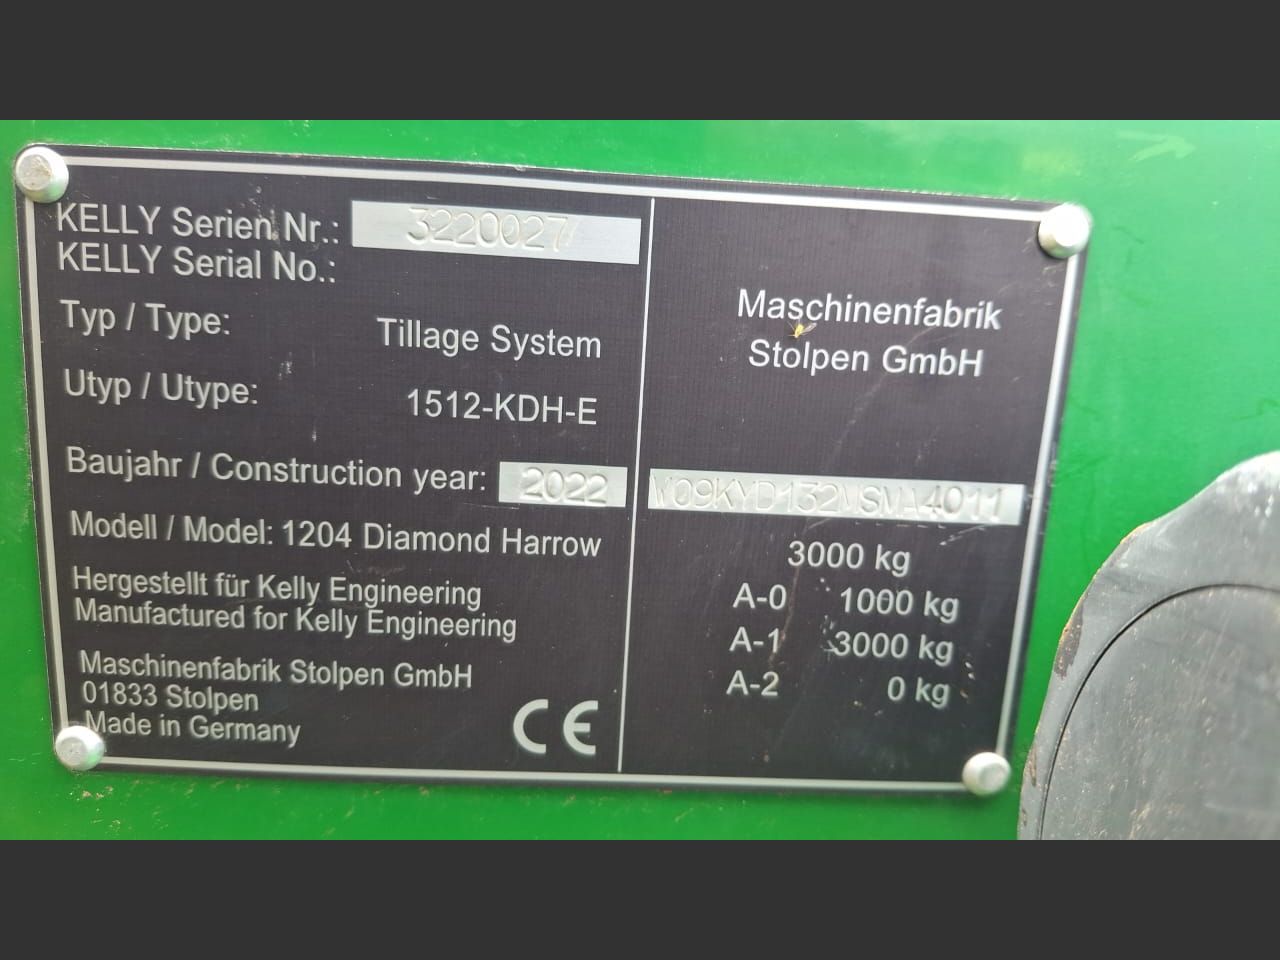 KELLY Serien Nr.: 3220027
KELLY Serial No.:
Typ / Type: Tillage System
Utyp / Utype: 1512-KDH-E
Baujahr / Construction year: 2022
Modell / Model: 1204 Diamond Harrow
Hergestellt für Kelly Engineering
Manufactured for Kelly Engineering
Maschinenfabrik Stolpen GmbH
01833 Stolpen
Made in Germany
CE
Maschinenfabrik
Stolpen GmbH
3000 kg
A-0 1000 kg
A-1 3000 kg
A-2 0 kg